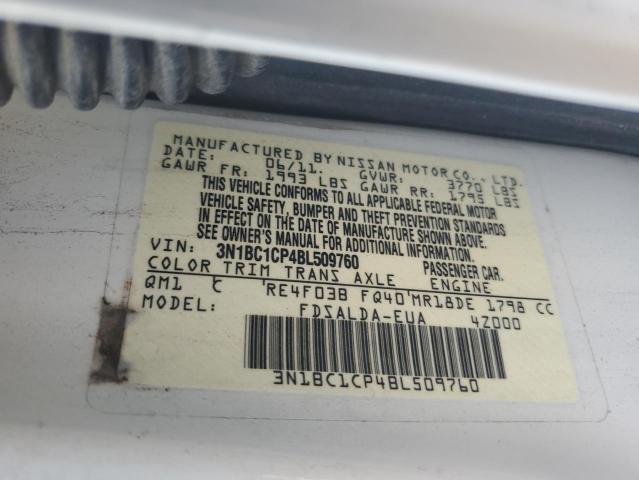 MANUFACTURED BY NISSAN MOTOR CO., LTD.
DATE: 06/11. GVWR: 3770 LBS
GAWR FR: 1993 LBS GAWR RR: 1795 LBS
THIS VEHICLE CONFORMS TO ALL APPLICABLE FEDERAL MOTOR
VEHICLE SAFETY, BUMPER AND THEFT PREVENTION STANDARDS
IN EFFECT ON THE DATE OF MANUFACTURE SHOWN ABOVE.
SEE OWNER'S MANUAL FOR ADDITIONAL INFORMATION.
VIN: 3N1BC1CP4BL509760 PASSENGER CAR.
COLOR TRIM TRANS AXLE ENGINE
QM1 C RE4F03B FQ40 MR18DE 1798 CC
MODEL: FDSALDA-EUA 4Z000
3N1BC1CP4BL509760